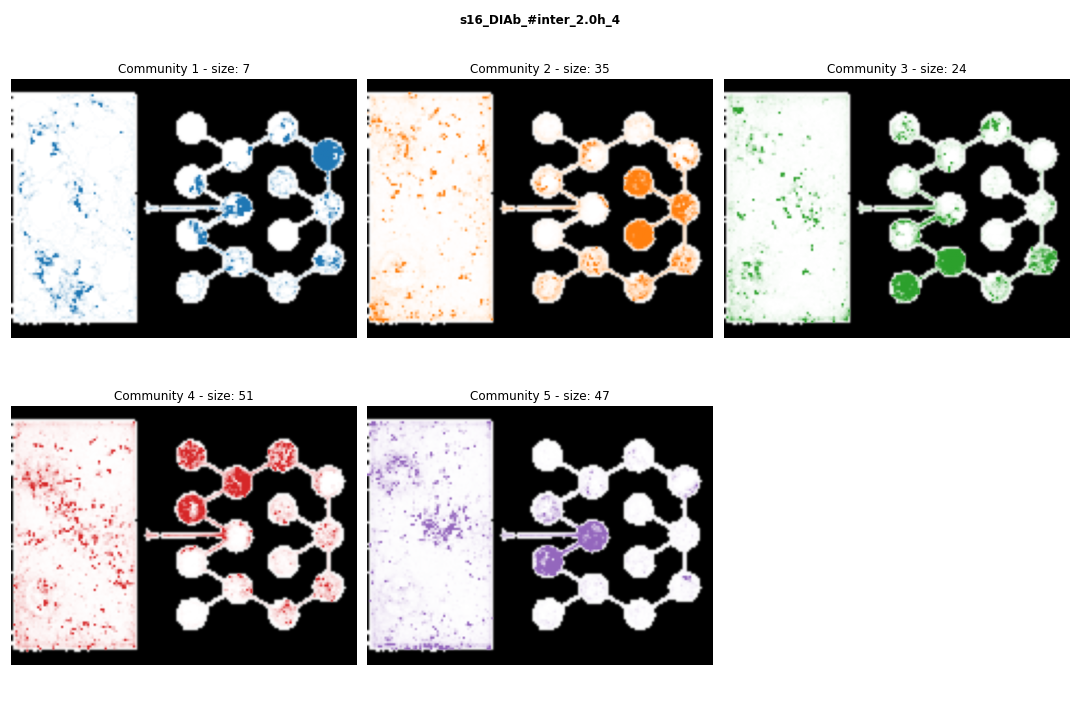 s16_DIAb_#inter_2.0h_4
Community 1 - size: 7
Community 2 - size: 35
Community 3 - size: 24
Community 4 - size: 51
Community 5 - size: 47